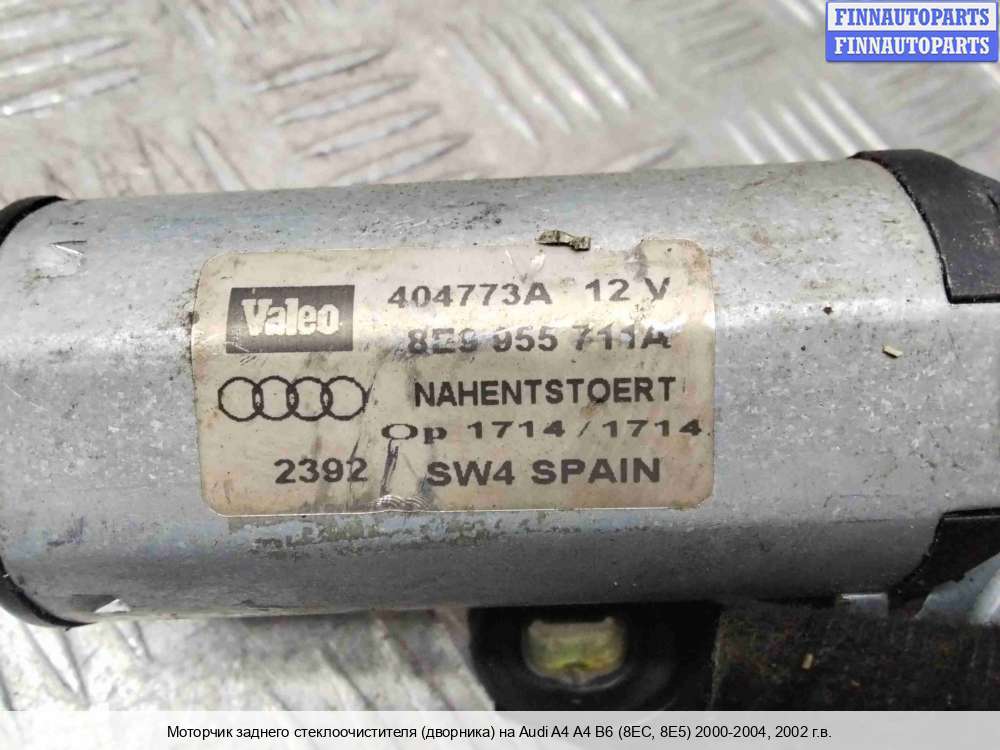 FINNAUTOPARTS
FINNAUTOPARTS
Valeo 404773A 12 V
8E9 955 711A
NAHENTSTOERT
Op 1714 / 1714
2392 SW4 SPAIN
Моторчик заднего стеклоочистителя (дворника) на Audi A4 A4 B6 (8EC, 8E5) 2000-2004, 2002 г.в.